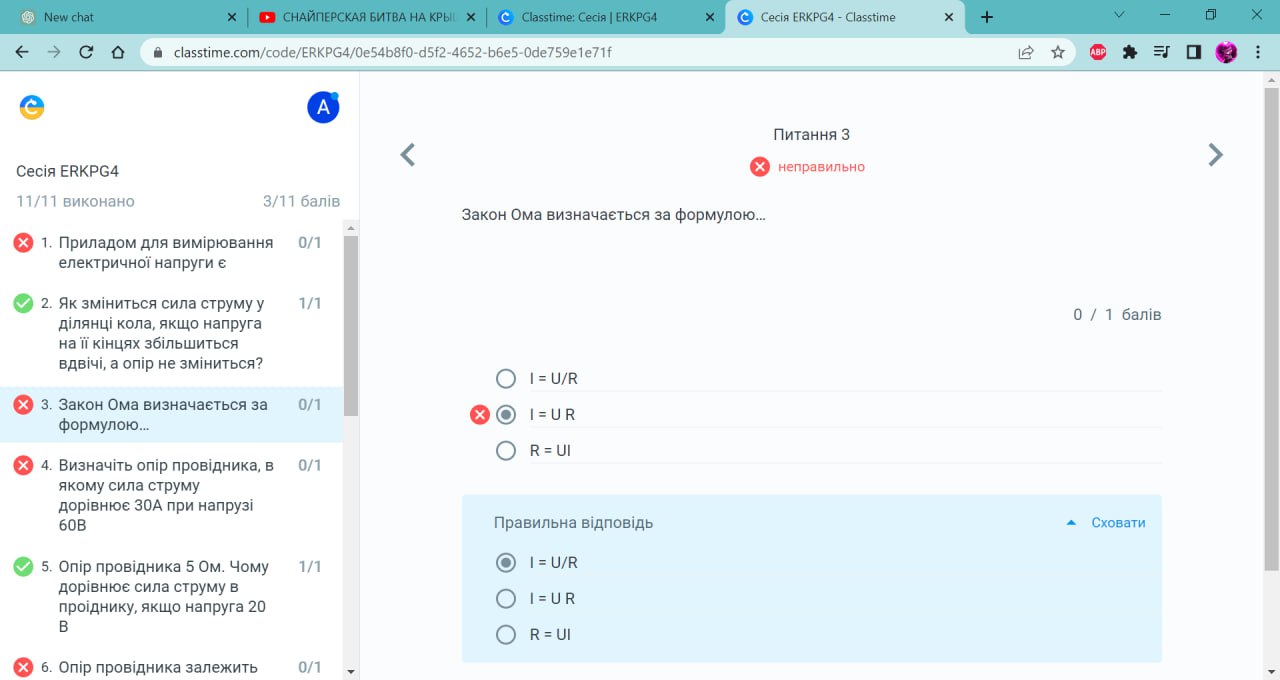 New chat
СНАЙПЕРСКАЯ БИТВА НА КРЫ
Classtime: Сесія | ERKPG4
Сесія ERKPG4 - Classtime
classtime.com/code/ERKPG4/0e54b8f0-d5f2-4652-b6e5-0de759e1e71f
ABP
A
Сесія ERKPG4
11/11 виконано 3/11 балів
1. Приладом для вимірювання 0/1
електричної напруги є
2. Як зміниться сила струму у 1/1
ділянці кола, якщо напруга
на її кінцях збільшиться
вдвічі, а опір не зміниться?
3. Закон Ома визначається за 0/1
формулою...
4. Визначіть опір провідника, в 0/1
якому сила струму
дорівнює 30А при напрузі
60В
5. Опір провідника 5 Ом. Чому 1/1
дорівнює сила струму в
проіднику, якщо напруга 20
В
6. Опір провідника залежить 0/1
Питання 3
неправильно
Закон Ома визначається за формулою...
0 / 1 балів
I = U/R
I = U R
R = UI
Правильна відповідь
Сховати
I = U/R
I = U R
R = UI